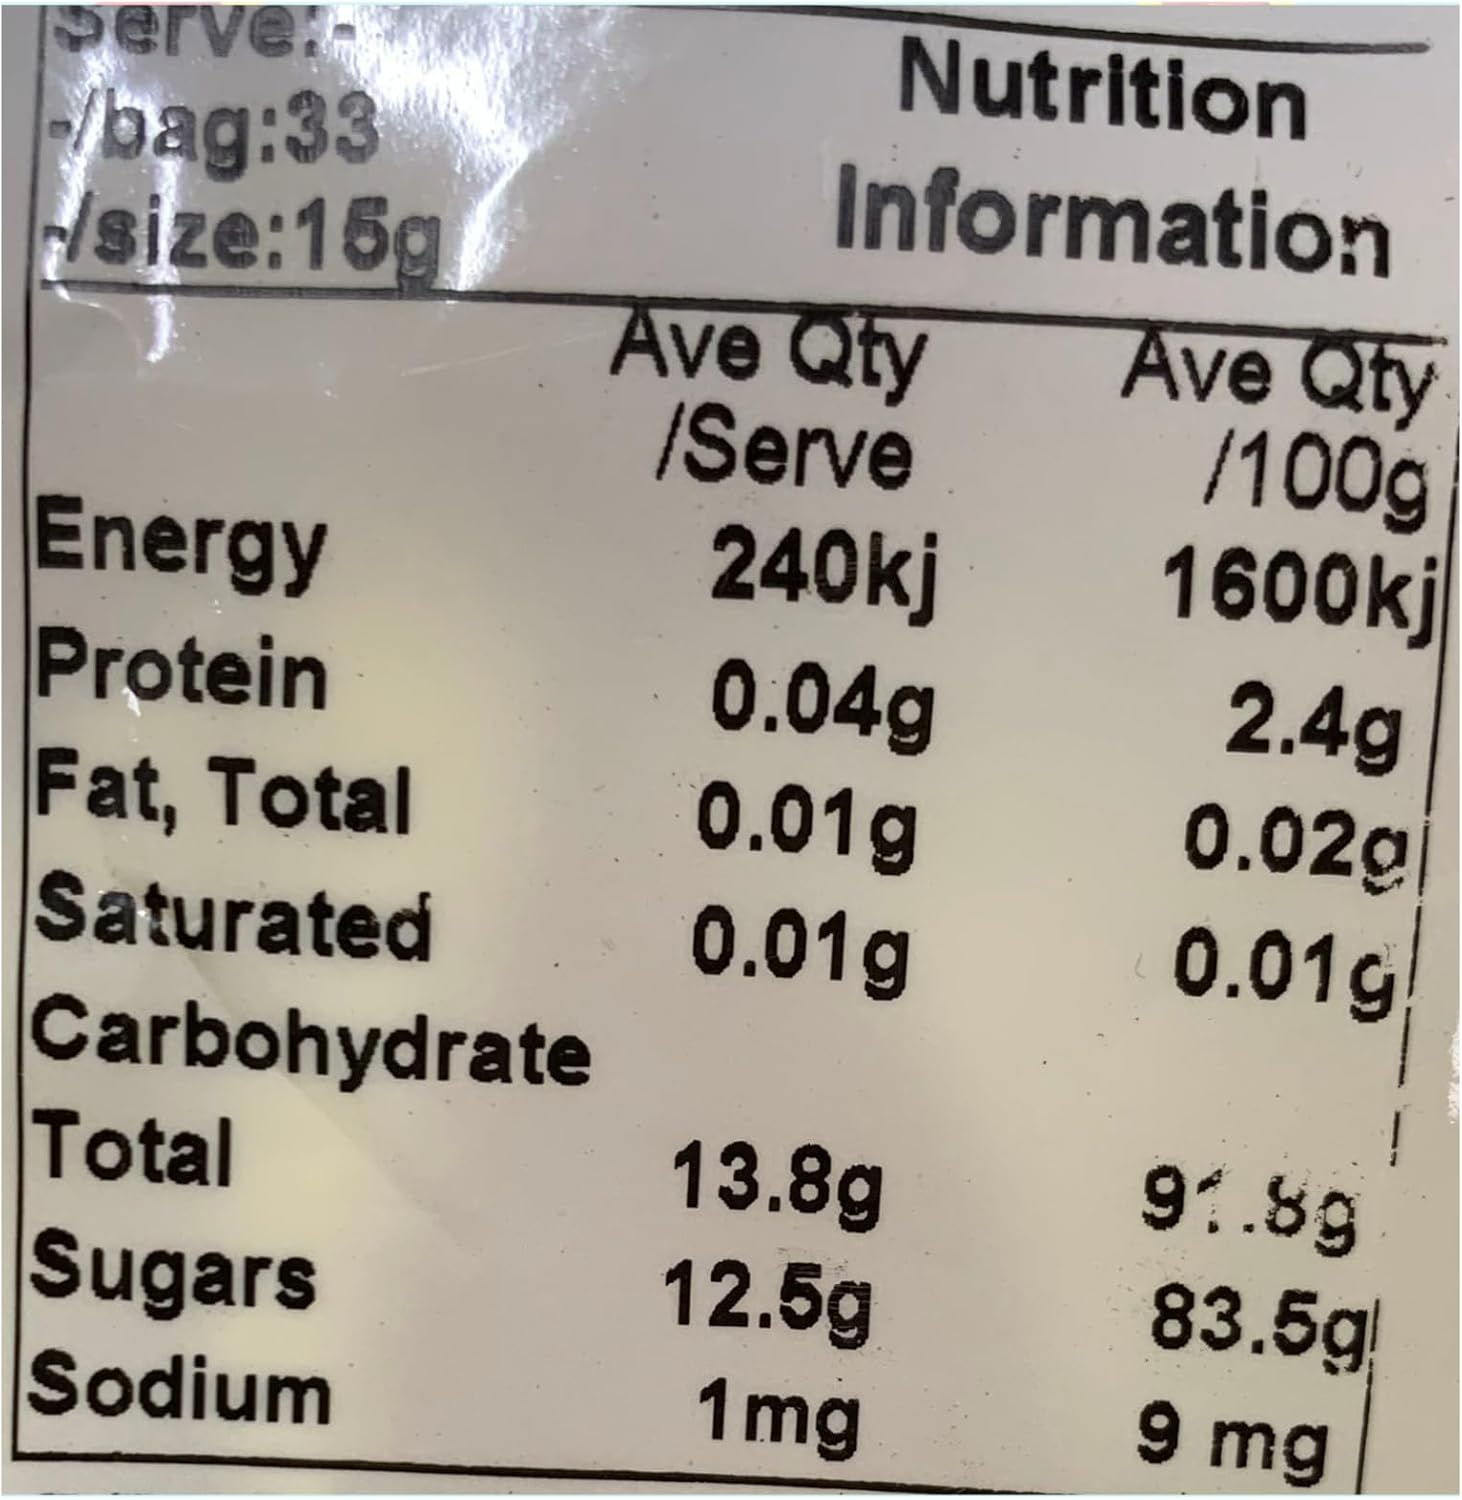 Serve:-
-/bag:33
-/size:15g
Nutrition
Information
Ave Qty Ave Qty
/Serve /100g
Energy 240kj 1600kj
Protein 0.04g 2.4g
Fat, Total 0.01g 0.02g
Saturated 0.01g 0.01g
Carbohydrate
Total 13.8g 91.8g
Sugars 12.5g 83.5g
Sodium 1mg 9 mg